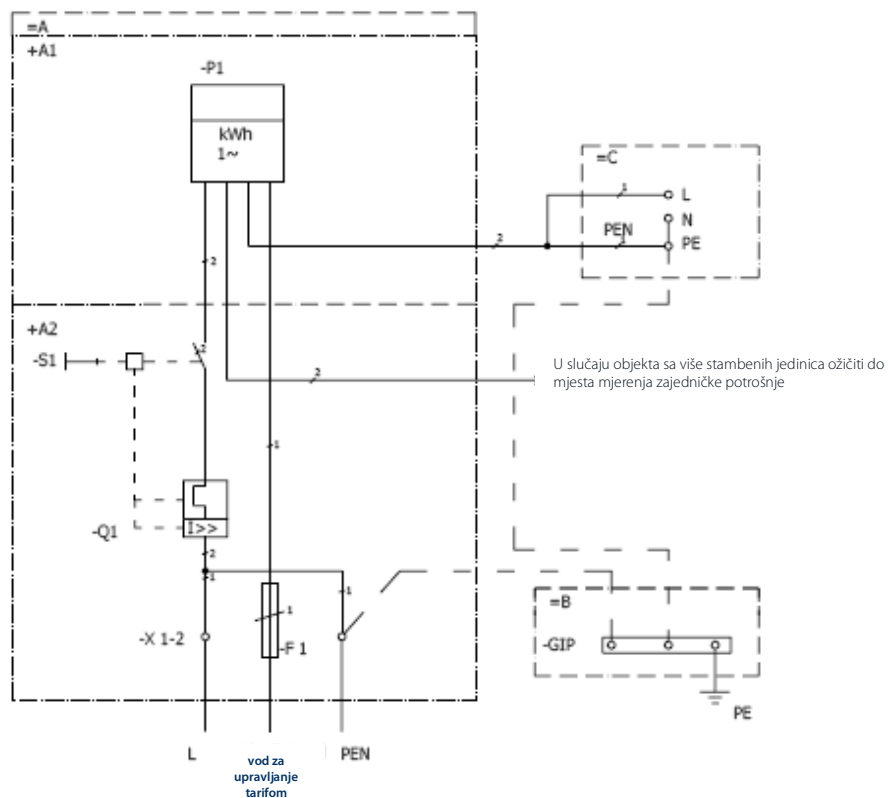 =A
+A1
-P1
kWh
1~
=C
1
L
N
PEN
2
1
PE
2
+A2
-S1
2
U slučaju objekta sa više stambenih jedinica ožičiti do
mjesta mjerenja zajedničke potrošnje
2
1
I>>
-Q1
2
1
1
=B
1
-X 1-2
-F 1
-GIP
PE
L
vod za
upravljanje
tarifom
PEN